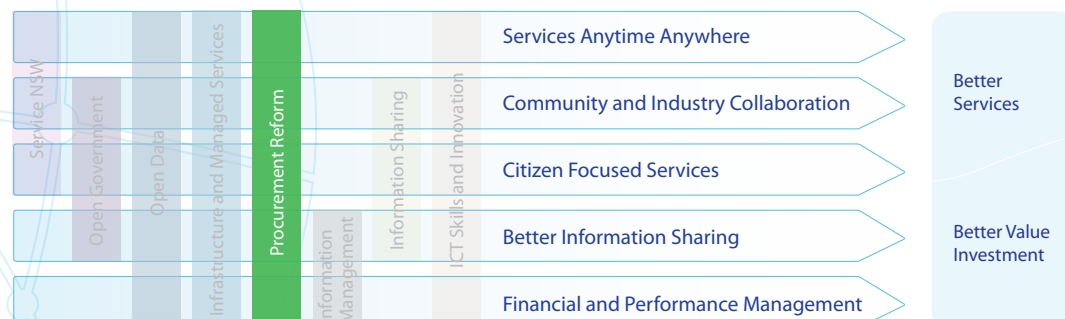 Service NSW
Open Government
Open Data
Infrastructure and Managed Services
Procurement Reform
Information
Management
Information Sharing
ICT Skills and Innovation
Services Anytime Anywhere
Community and Industry Collaboration
Citizen Focused Services
Better Information Sharing
Financial and Performance Management
Better
Services
Better Value
Investment